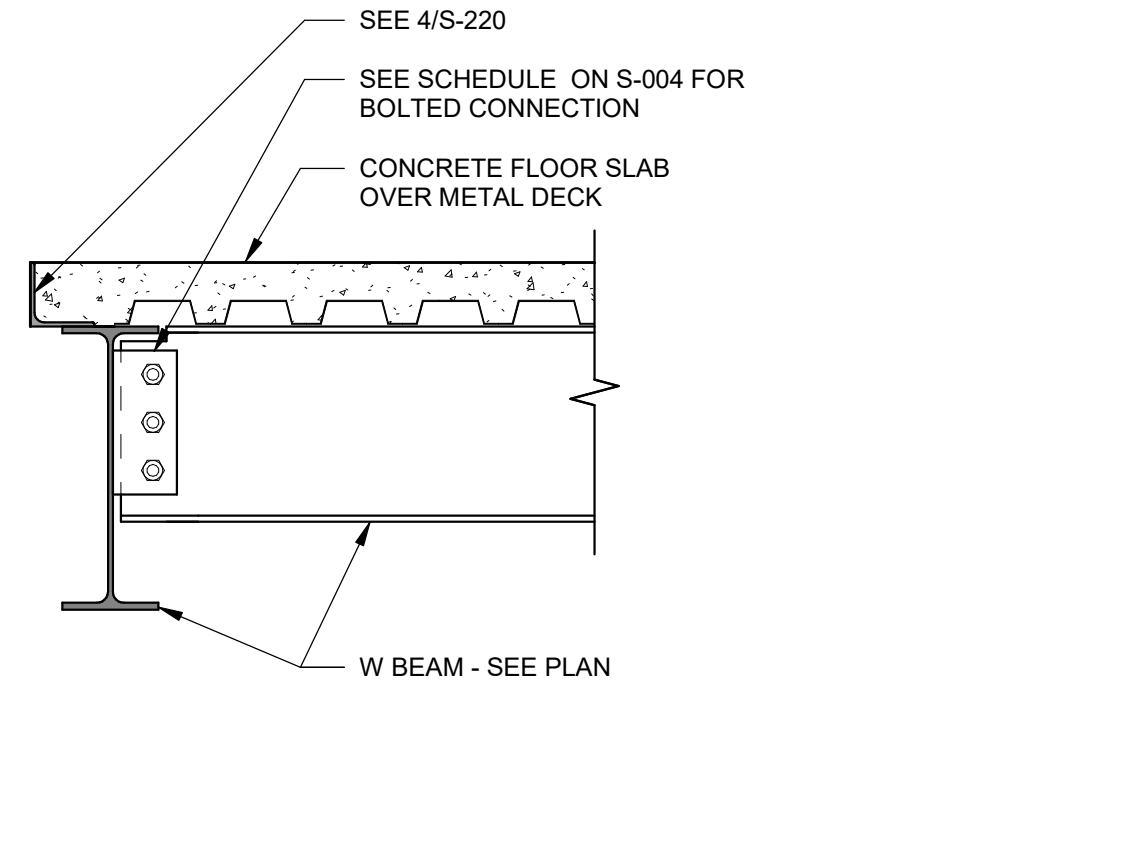 SEE 4/S-220
SEE SCHEDULE  ON S-004 FOR
BOLTED CONNECTION
CONCRETE FLOOR SLAB
OVER METAL DECK
W BEAM - SEE PLAN